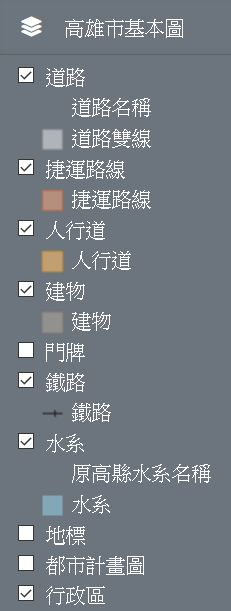 高雄市基本圖
道路
道路名稱
道路雙線
捷運路線
捷運路線
人行道
人行道
建物
建物
門牌
鐵路
鐵路
水系
原高縣水系名稱
水系
地標
都市計畫圖
行政區